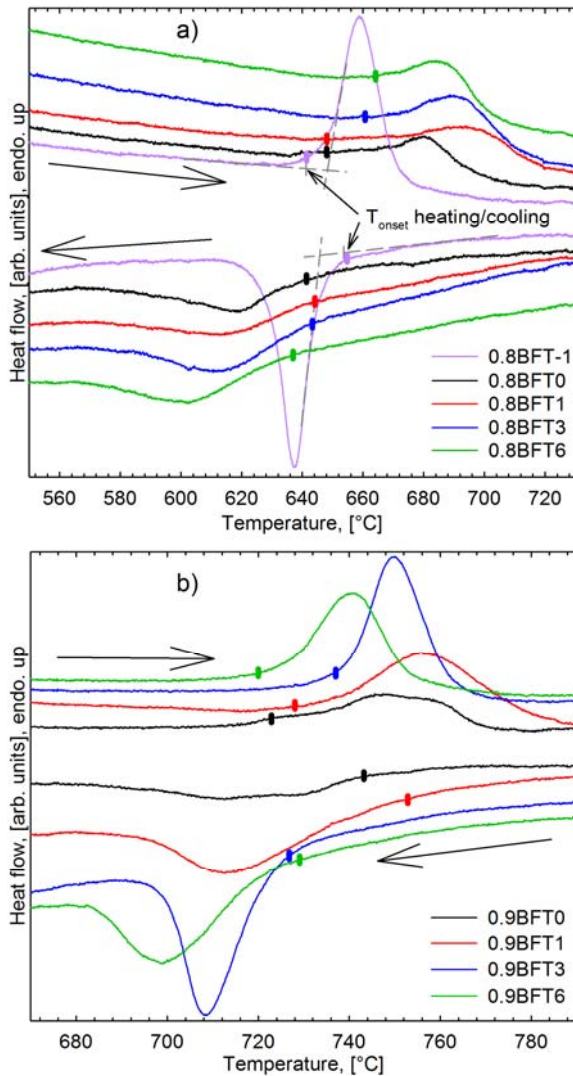 a)
T_onset heating/cooling
Heat flow, [arb. units], endo. up
0.8BFT-1
0.8BFT0
0.8BFT1
0.8BFT3
0.8BFT6
560 580 600 620 640 660 680 700 720
Temperature, [°C]
b)
Heat flow, [arb. units], endo. up
0.9BFT0
0.9BFT1
0.9BFT3
0.9BFT6
680 700 720 740 760 780
Temperature, [°C]